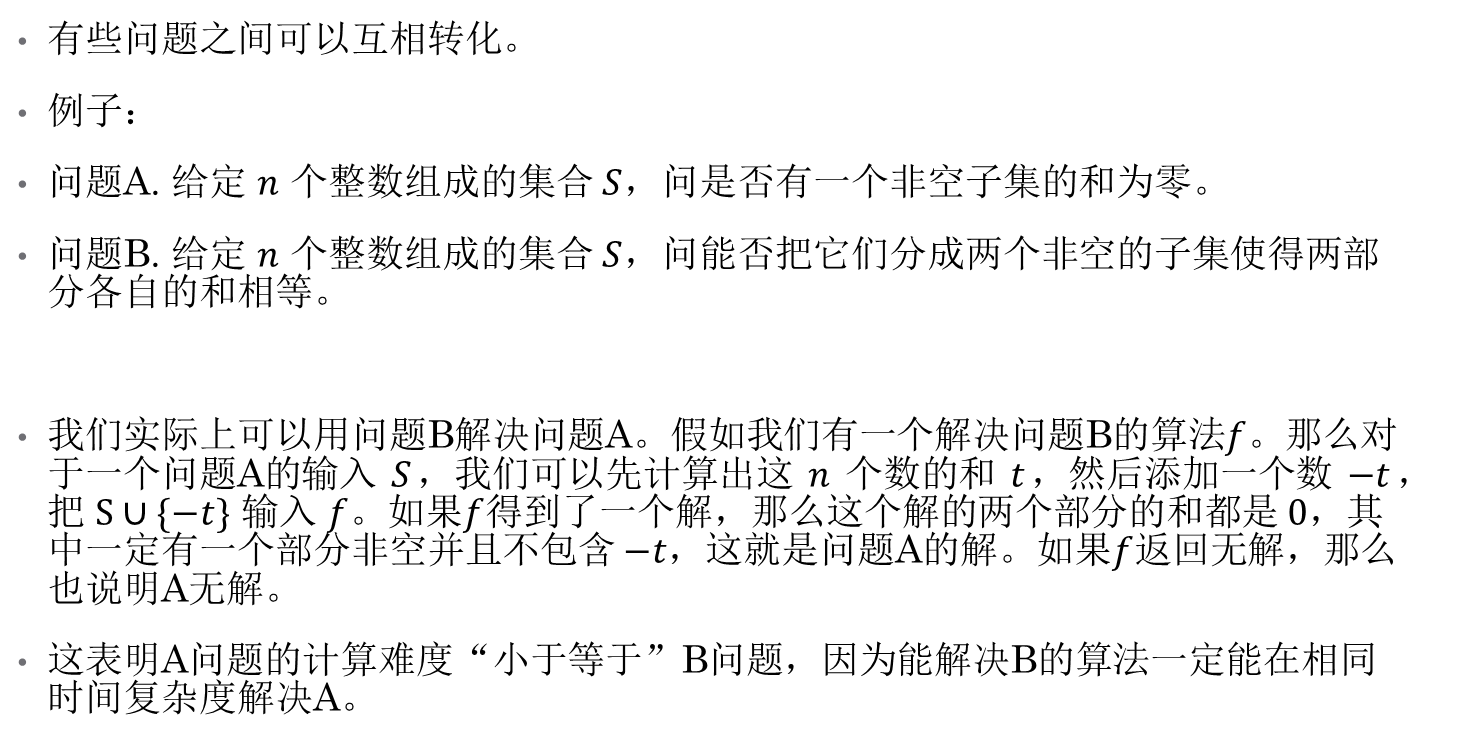 • 有些问题之间可以互相转化。
• 例子：
• 问题A. 给定 n 个整数组成的集合 S，问是否有一个非空子集的和为零。
• 问题B. 给定 n 个整数组成的集合 S，问能否把它们分成两个非空的子集使得两部
分各自的和相等。
• 我们实际上可以用问题B解决问题A。假如我们有一个解决问题B的算法f。那么对
于一个问题A的输入 S，我们可以先计算出这 n 个数的和 t，然后添加一个数 −t，
把 S ∪ {−t} 输入 f。如果f得到了一个解，那么这个解的两个部分的和都是 0，其
中一定有一个部分非空并且不包含 −t，这就是问题A的解。如果f返回无解，那么
也说明A无解。
• 这表明A问题的计算难度“小于等于”B问题，因为能解决B的算法一定能在相同
时间复杂度解决A。